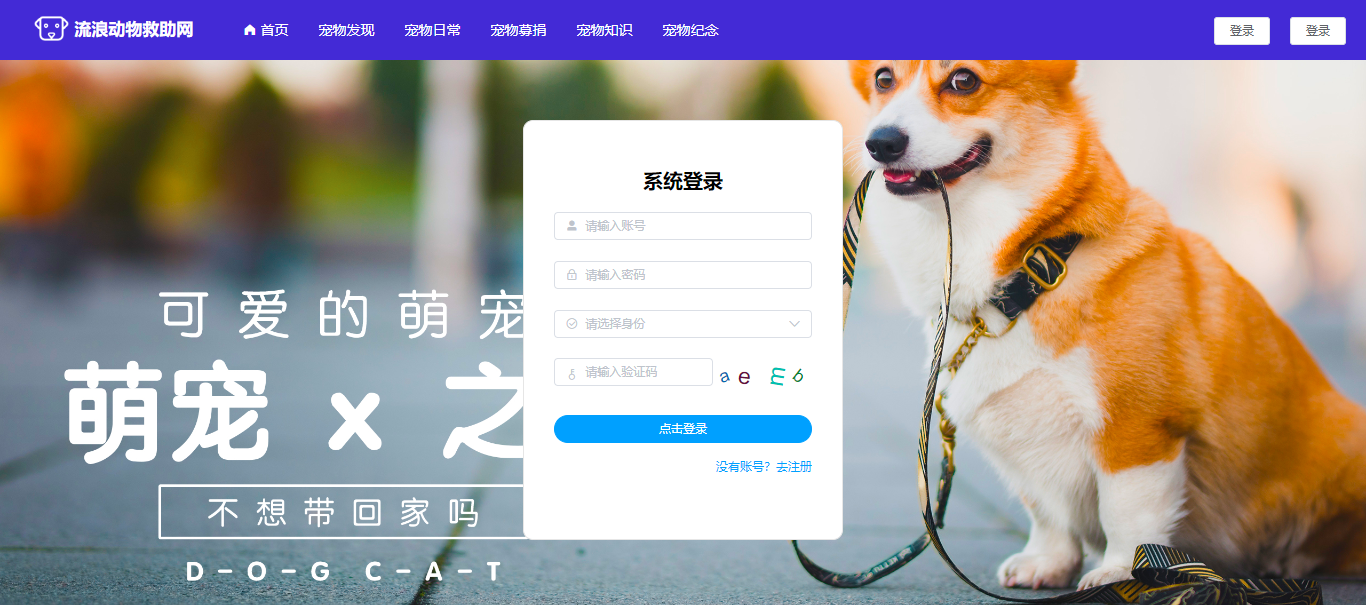 流浪动物救助网 首页 宠物发现 宠物日常 宠物募捐 宠物知识 宠物纪念 登录 登录
系统登录
请输入账号
请输入密码
请选择身份
请输入验证码 a e m 6
点击登录
没有账号? 去注册
可爱的萌宠
萌宠 x 之
不想带回家吗
D-O-G C-A-T